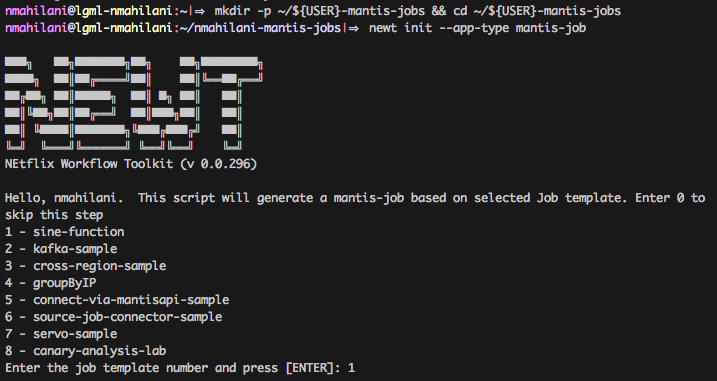 nmahilani@lgml-nmahilani:~|⇒ mkdir -p ~/${USER}-mantis-jobs && cd ~/${USER}-mantis-jobs
nmahilani@lgml-nmahilani:~/nmahilani-mantis-jobs|⇒ newt init --app-type mantis-job
NEWT
NEtflix Workflow Toolkit (v 0.0.296)
Hello, nmahilani.  This script will generate a mantis-job based on selected Job template. Enter 0 to
skip this step
1 - sine-function
2 - kafka-sample
3 - cross-region-sample
4 - groupByIP
5 - connect-via-mantisapi-sample
6 - source-job-connector-sample
7 - servo-sample
8 - canary-analysis-lab
Enter the job template number and press [ENTER]: 1